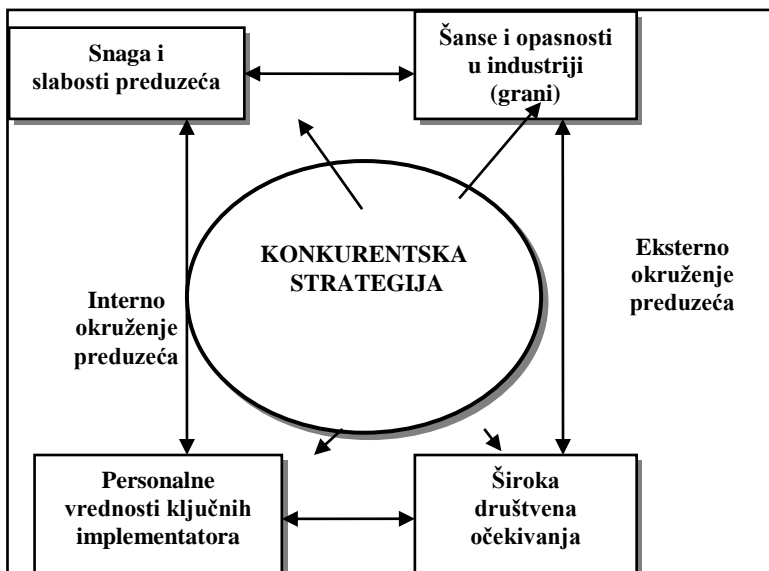 Snaga i
slabosti preduzeća
Šanse i opasnosti
u industriji
(grani)
KONKURENTSKA
STRATEGIJA
Interno
okruženje
preduzeća
Eksterno
okruženje
preduzeća
Personalne
vrednosti ključnih
implementatora
Široka
društvena
očekivanja